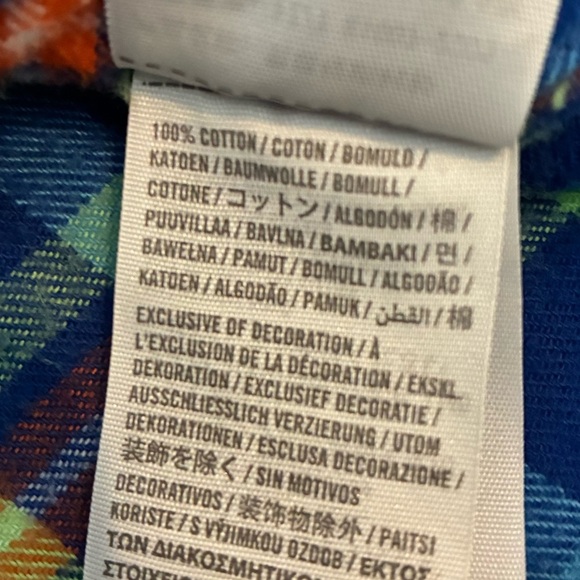 100% COTTON / COTON / BOMULD /
KATOEN / BAUMWOLLE / BOMULL /
COTONE / コットン / ALGODÓN / 棉 /
PUUVILLAA / BAVLNA / BAMBAKI / 면 /
BAWEŁNA / PAMUT / BOMULL / ALGODÃO /
KATOEN / ALGODÃO / PAMUK / القطن / 棉
EXCLUSIVE OF DECORATION / À
L'EXCLUSION DE LA DÉCORATION / EKSKL.
DEKORATION / EXCLUSIEF DECORATIE /
AUSSCHLIESSLICH VERZIERUNG / UTOM
DEKORATIONEN / ESCLUSA DECORAZIONE /
装飾を除く / SIN MOTIVOS
DECORATIVOS / 装饰物除外 / PAITSI
KORISTE / S VÝJIMKOU OZDOB / ΕΚΤΟΣ
ΤΩΝ ΔΙΑΚΟΣΜΗΤΙΚΩΝ
ΣΤΟΙΧΕΙΩΝ